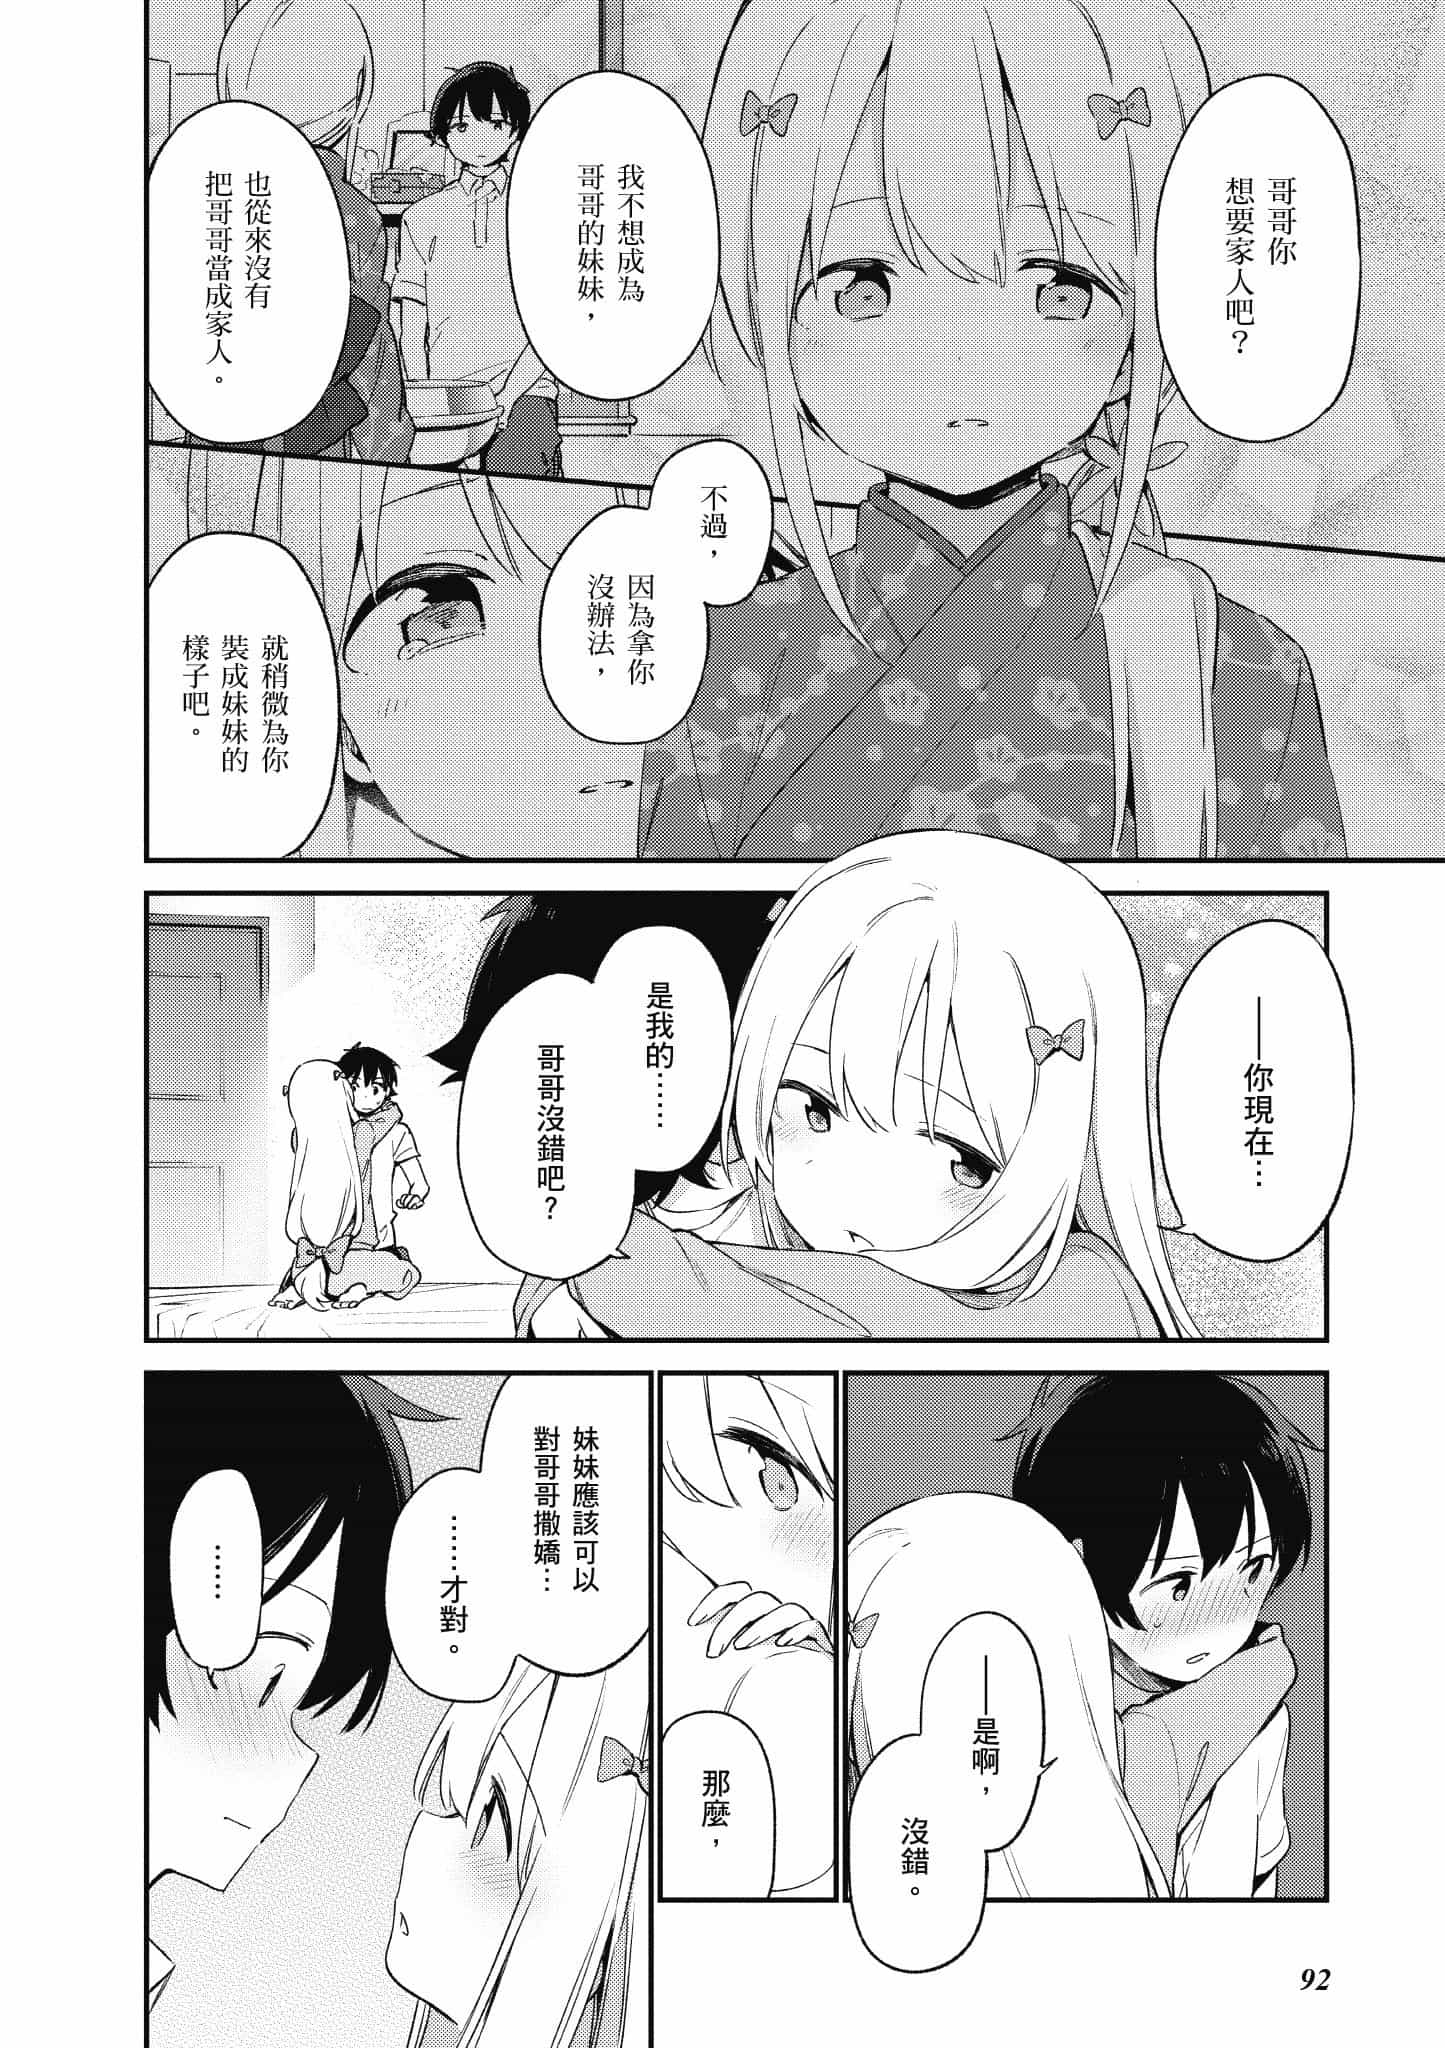 哥哥你
想要家人吧？
我不想成為
哥哥的妹妹，
也從來沒有
把哥哥當成家人。
不過，
因為拿你
沒辦法，
就稍微為你
裝成妹妹的
樣子吧。
——你現在…
是我的……
哥哥沒錯吧？
——是啊，
沒錯。
那麼，
妹妹應該可以
對哥哥撒嬌…
……才對。
……
92